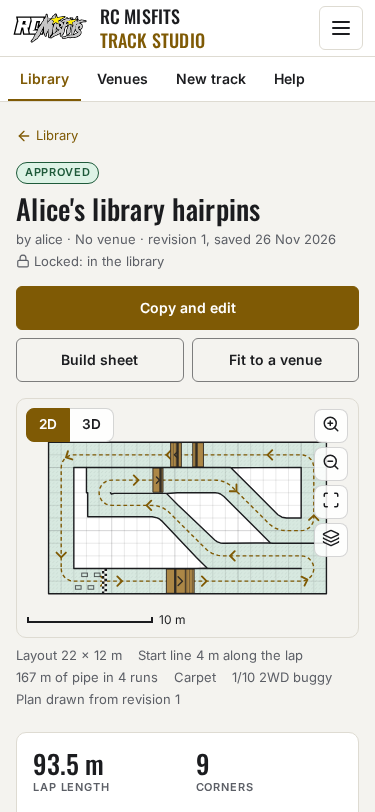 RC MISFITS
RC MISFITS
TRACK STUDIO
Library
Venues
New track
Help
Library
APPROVED
Alice's library hairpins
by alice · No venue · revision 1, saved 26 Nov 2026
Locked: in the library
Copy and edit
Build sheet
Fit to a venue
2D
3D
10 m
Layout 22 × 12 m
Start line 4 m along the lap
167 m of pipe in 4 runs
Carpet
1/10 2WD buggy
Plan drawn from revision 1
93.5 m
LAP LENGTH
9
CORNERS